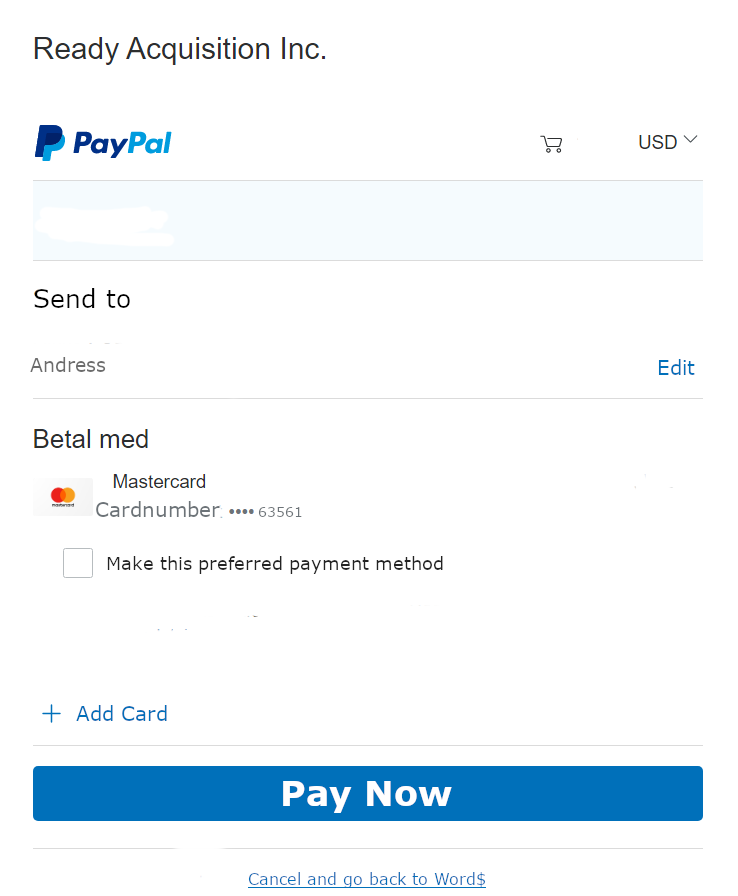 Ready Acquisition Inc.
PayPal
USD
Send to
Andress
Edit
Betal med
Mastercard
mastercard
Cardnumber •••• 63561
Make this preferred payment method
+ Add Card
Pay Now
Cancel and go back to Word$